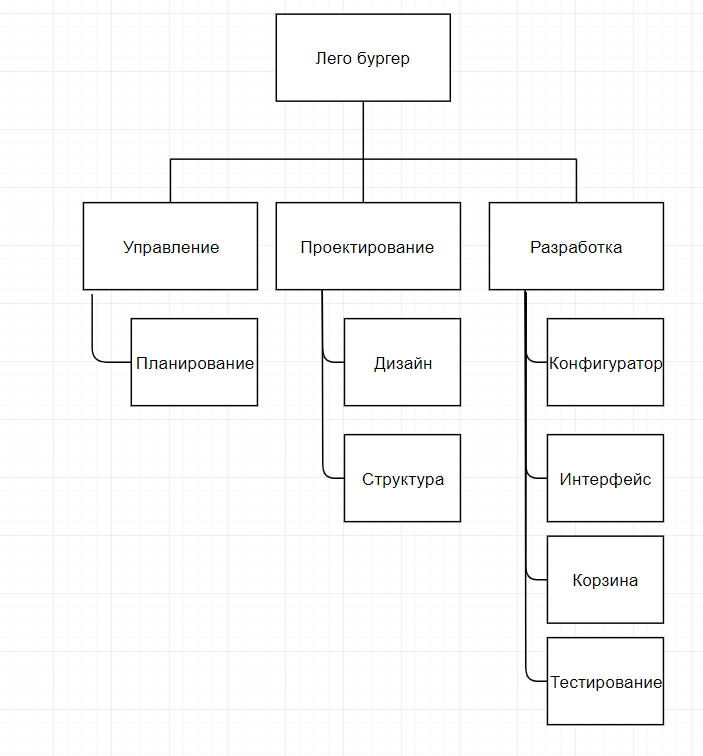 Лего бургер
Управление
Проектирование
Разработка
Планирование
Дизайн
Конфигуратор
Структура
Интерфейс
Корзина
Тестирование